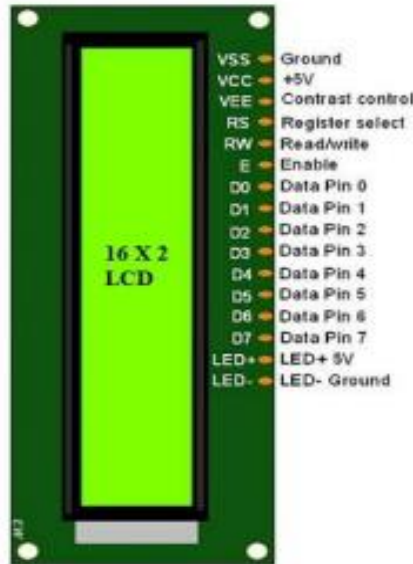 VSS Ground
VCC +5V
VEE Contrast control
RS Register select
RW Read/write
E Enable
D0 Data Pin 0
D1 Data Pin 1
D2 Data Pin 2
D3 Data Pin 3
D4 Data Pin 4
D5 Data Pin 5
D6 Data Pin 6
D7 Data Pin 7
LED+ LED+ 5V
LED- LED- Ground
16 X 2
LCD